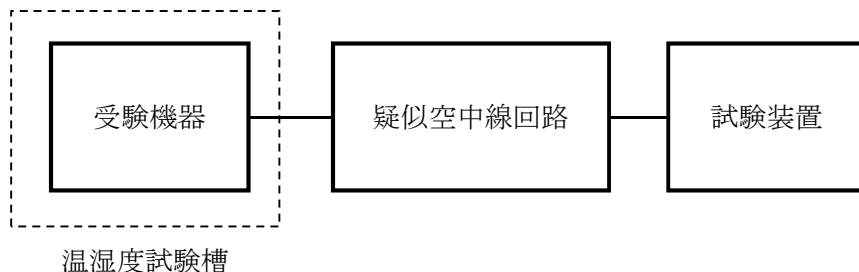 受験機器
疑似空中線回路
試験装置
温湿度試験槽